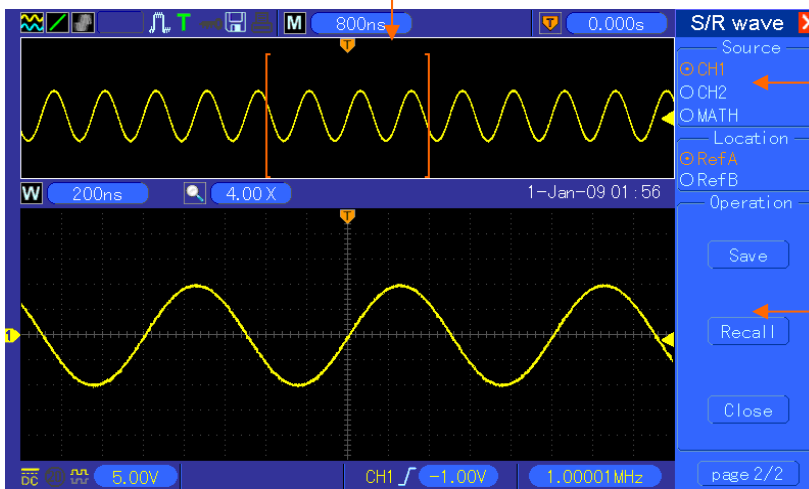 T M 800ns T 0.000s S/R wave X
T
Source
CH1
CH2
MATH
Location
RefA
RefB
W 200ns 4.00X 1-Jan-09 01:56
T
Operation
Save
1
Recall
Close
DC 5.00V CH1 -1.00V 1.00001MHz page 2/2